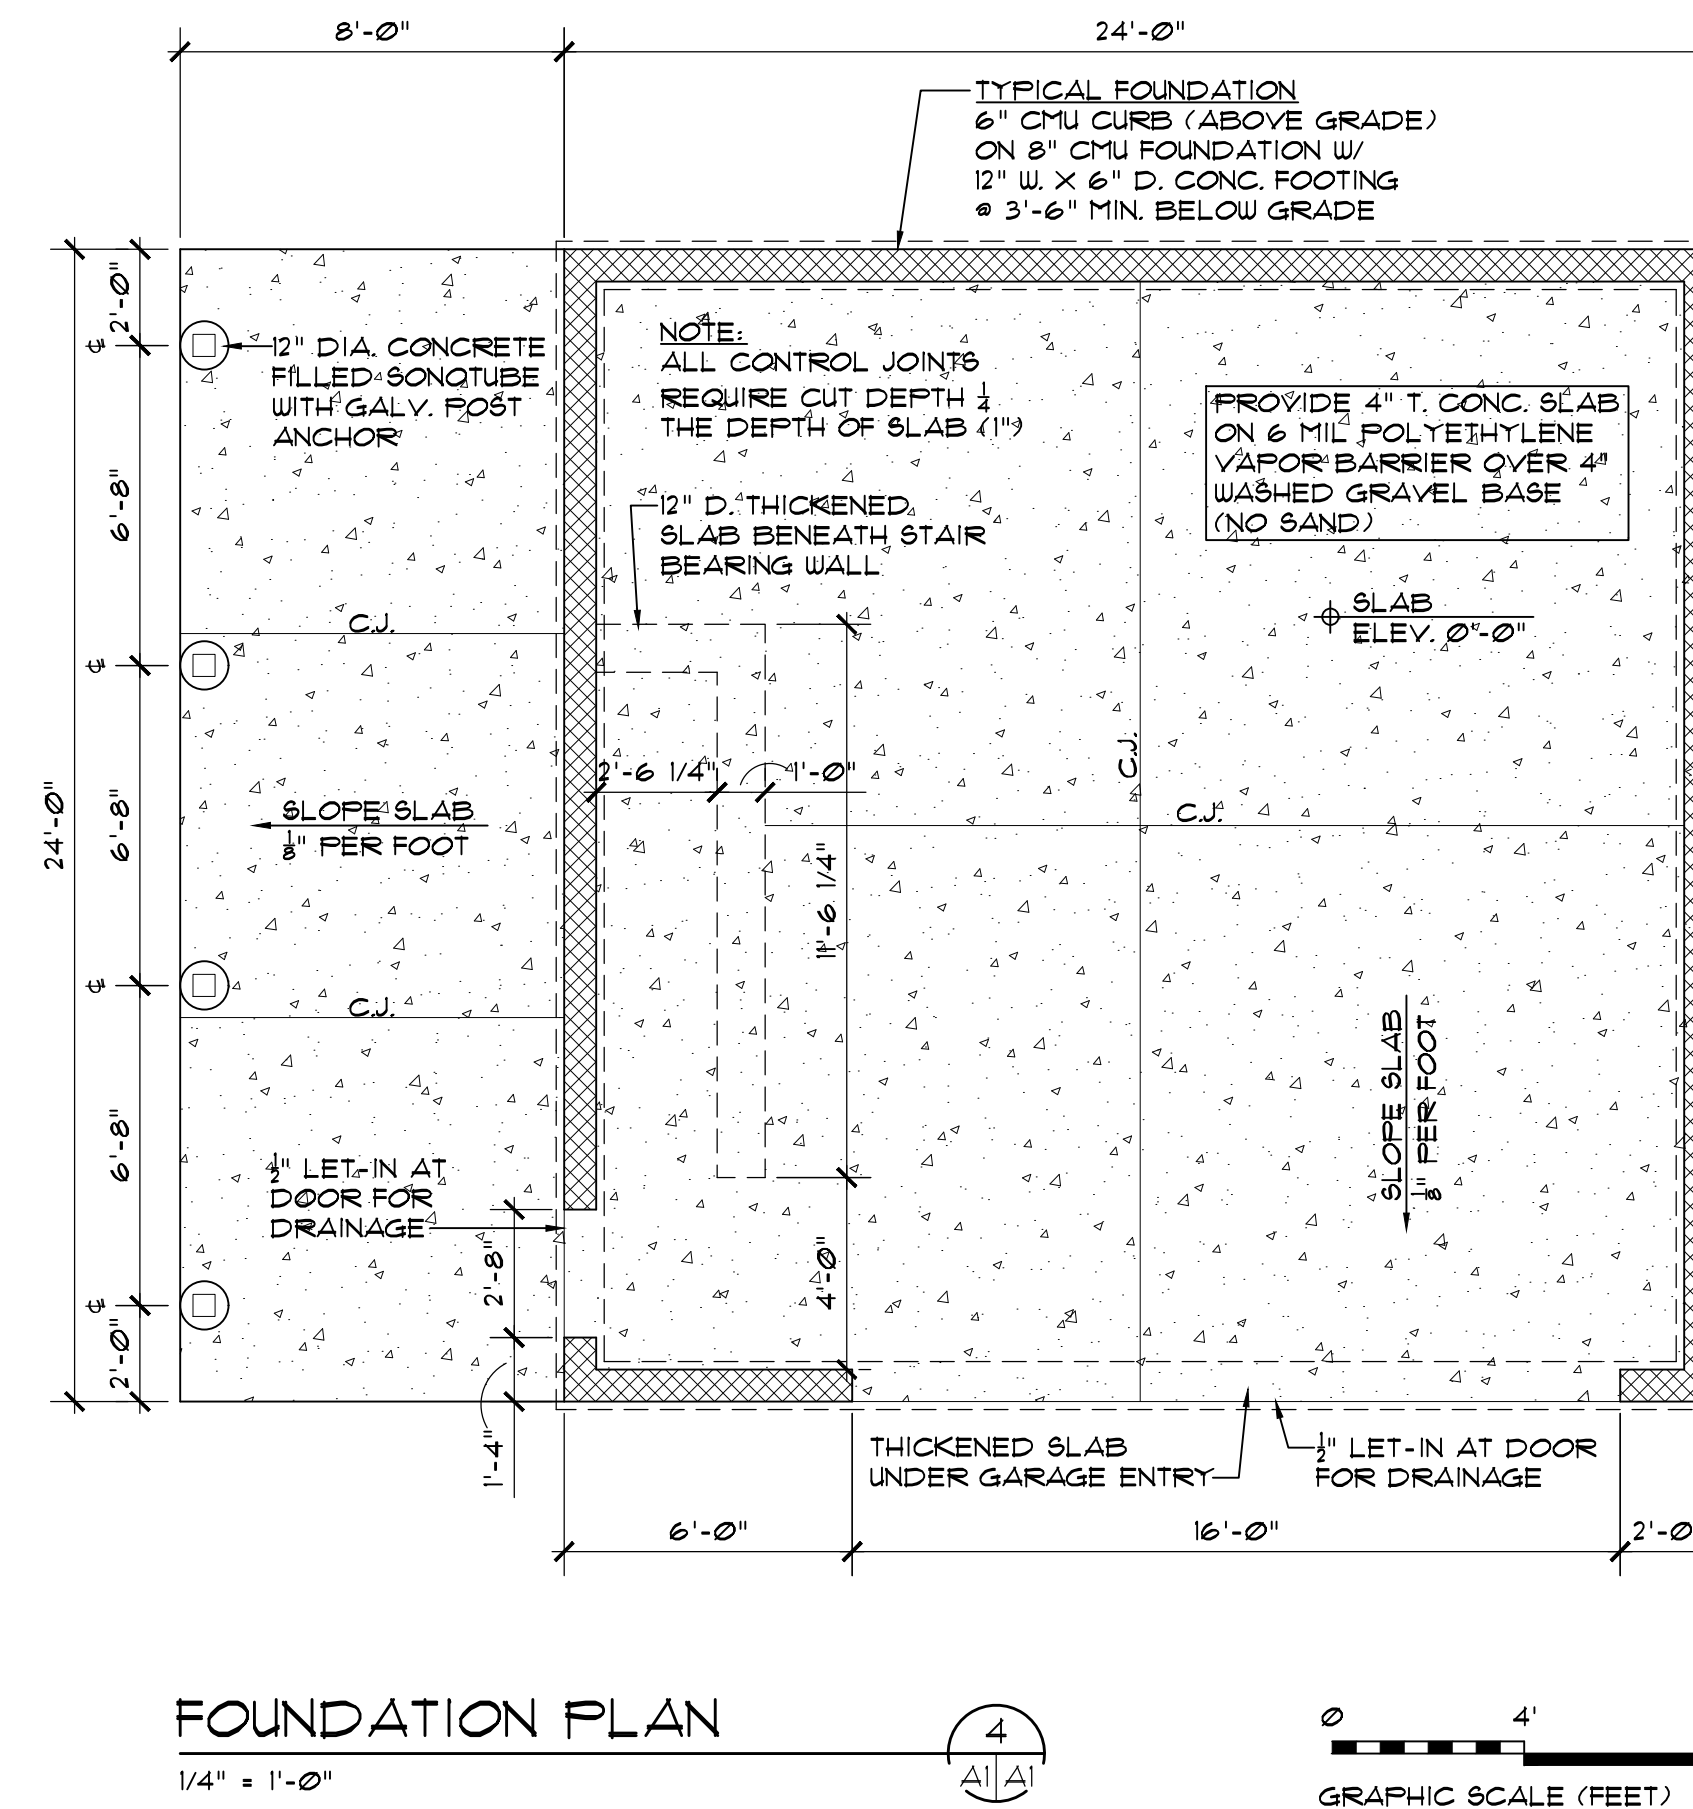 8'-0"
24'-0"
TYPICAL FOUNDATION
6" CMU CURB (ABOVE GRADE)
ON 8" CMU FOUNDATION W/
12" W. X 6" D. CONC. FOOTING
@ 3'-6" MIN. BELOW GRADE
2'-0"
℄
12" DIA. CONCRETE
FILLED SONOTUBE
WITH GALV. POST
ANCHOR
NOTE:
ALL CONTROL JOINTS
REQUIRE CUT DEPTH 1/4
THE DEPTH OF SLAB (1")
PROVIDE 4" T. CONC. SLAB
ON 6 MIL POLYETHYLENE
VAPOR BARRIER OVER 4"
WASHED GRAVEL BASE
(NO SAND)
6'-8"
12" D. THICKENED
SLAB BENEATH STAIR
BEARING WALL
SLAB
ELEV. 0'-0"
C.J.
℄
C.J.
2'-6 1/4"
1'-0"
24'-0"
6'-8"
SLOPE SLAB
1/8" PER FOOT
C.J.
11'-6 1/4"
℄
C.J.
SLOPE SLAB
1/8" PER FOOT
6'-8"
1/2" LET-IN AT
DOOR FOR
DRAINAGE
2'-8"
4'-0"
℄
2'-0"
1'-4"
THICKENED SLAB
UNDER GARAGE ENTRY
1/2" LET-IN AT DOOR
FOR DRAINAGE
6'-0"
16'-0"
2'-0
FOUNDATION PLAN
1/4" = 1'-0"
4
A1 A1
0 4'
GRAPHIC SCALE (FEET)